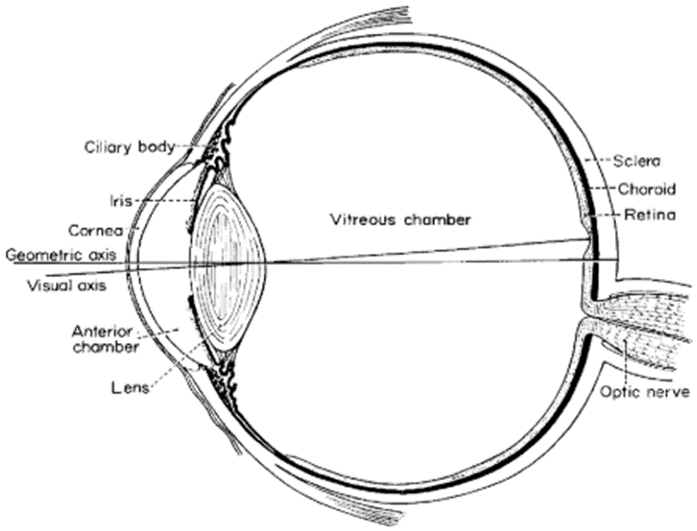 Ciliary body
Iris
Cornea
Geometric axis
Visual axis
Anterior
chamber
Lens
Vitreous chamber
Sclera
Choroid
Retina
Optic nerve